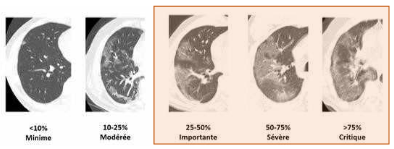 <10%
Minime
10-25%
Modérée
25-50%
Importante
50-75%
Sévère
>75%
Critique